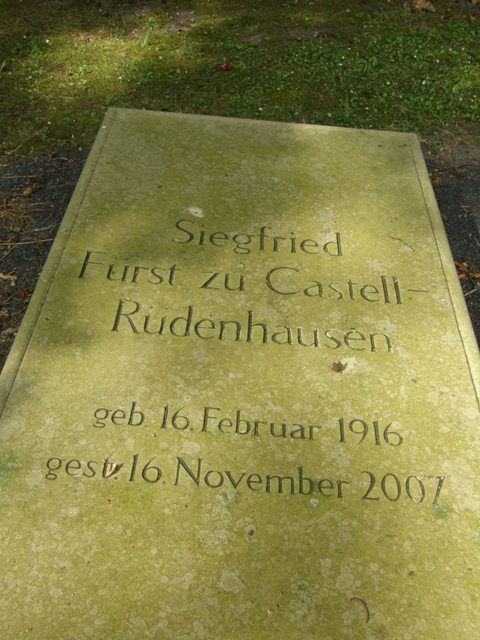 Siegfried
Fürst zu Castell-
Rüdenhausen
geb. 16. Februar 1916
gest. 16. November 2007